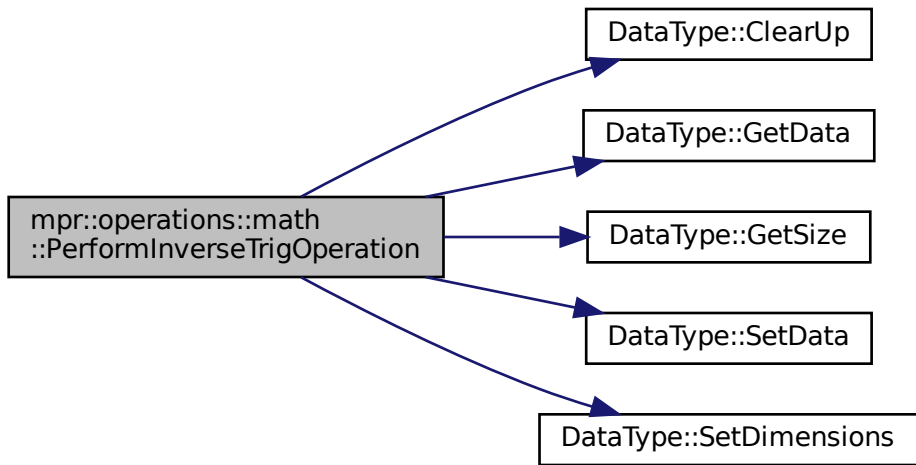 mpr::operations::math
::PerformInverseTrigOperation
DataType::ClearUp
DataType::GetData
DataType::GetSize
DataType::SetData
DataType::SetDimensions